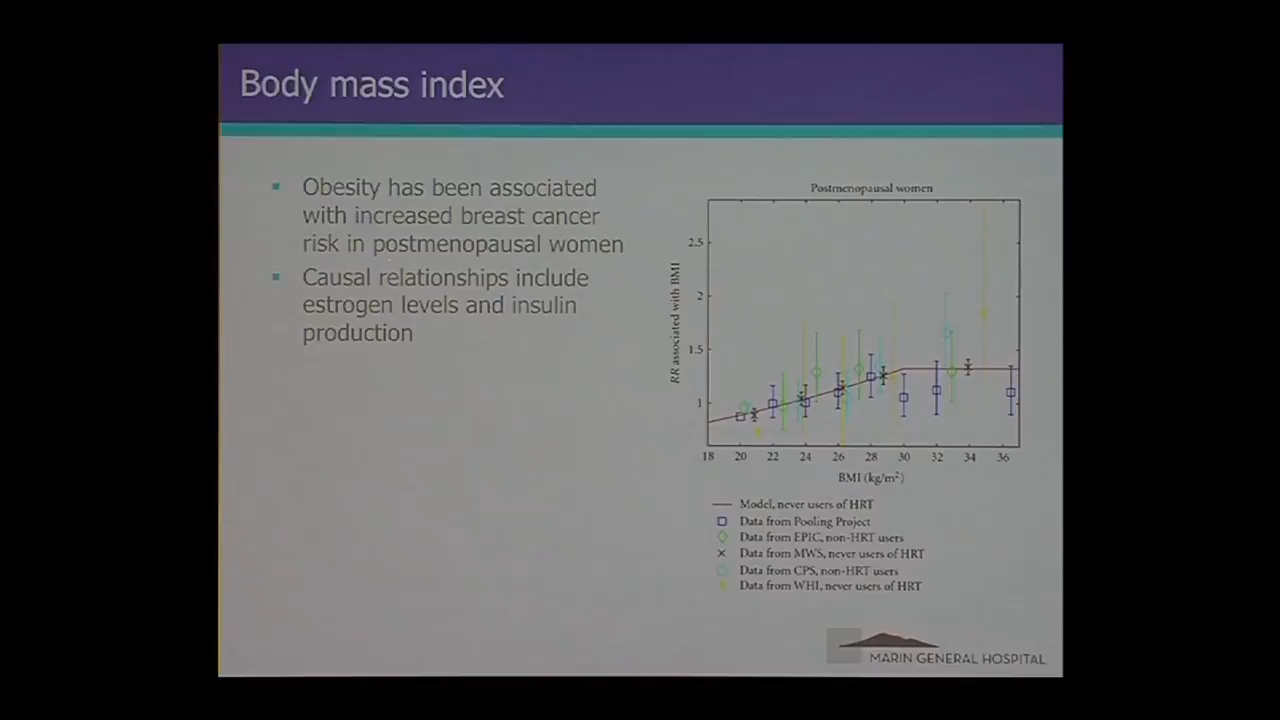 Body mass index
Obesity has been associated
with increased breast cancer
risk in postmenopausal women
Causal relationships include
estrogen levels and insulin
production
Postmenopausal women
RR associated with BMI
2.5
2
1.5
1
18 20 22 24 26 28 30 32 34 36
BMI (kg/m²)
Model, never users of HRT
Data from Pooling Project
Data from EPIC, non-HRT users
Data from MWS, never users of HRT
Data from CPS, non-HRT users
Data from WHI, never users of HRT
MARIN GENERAL HOSPITAL